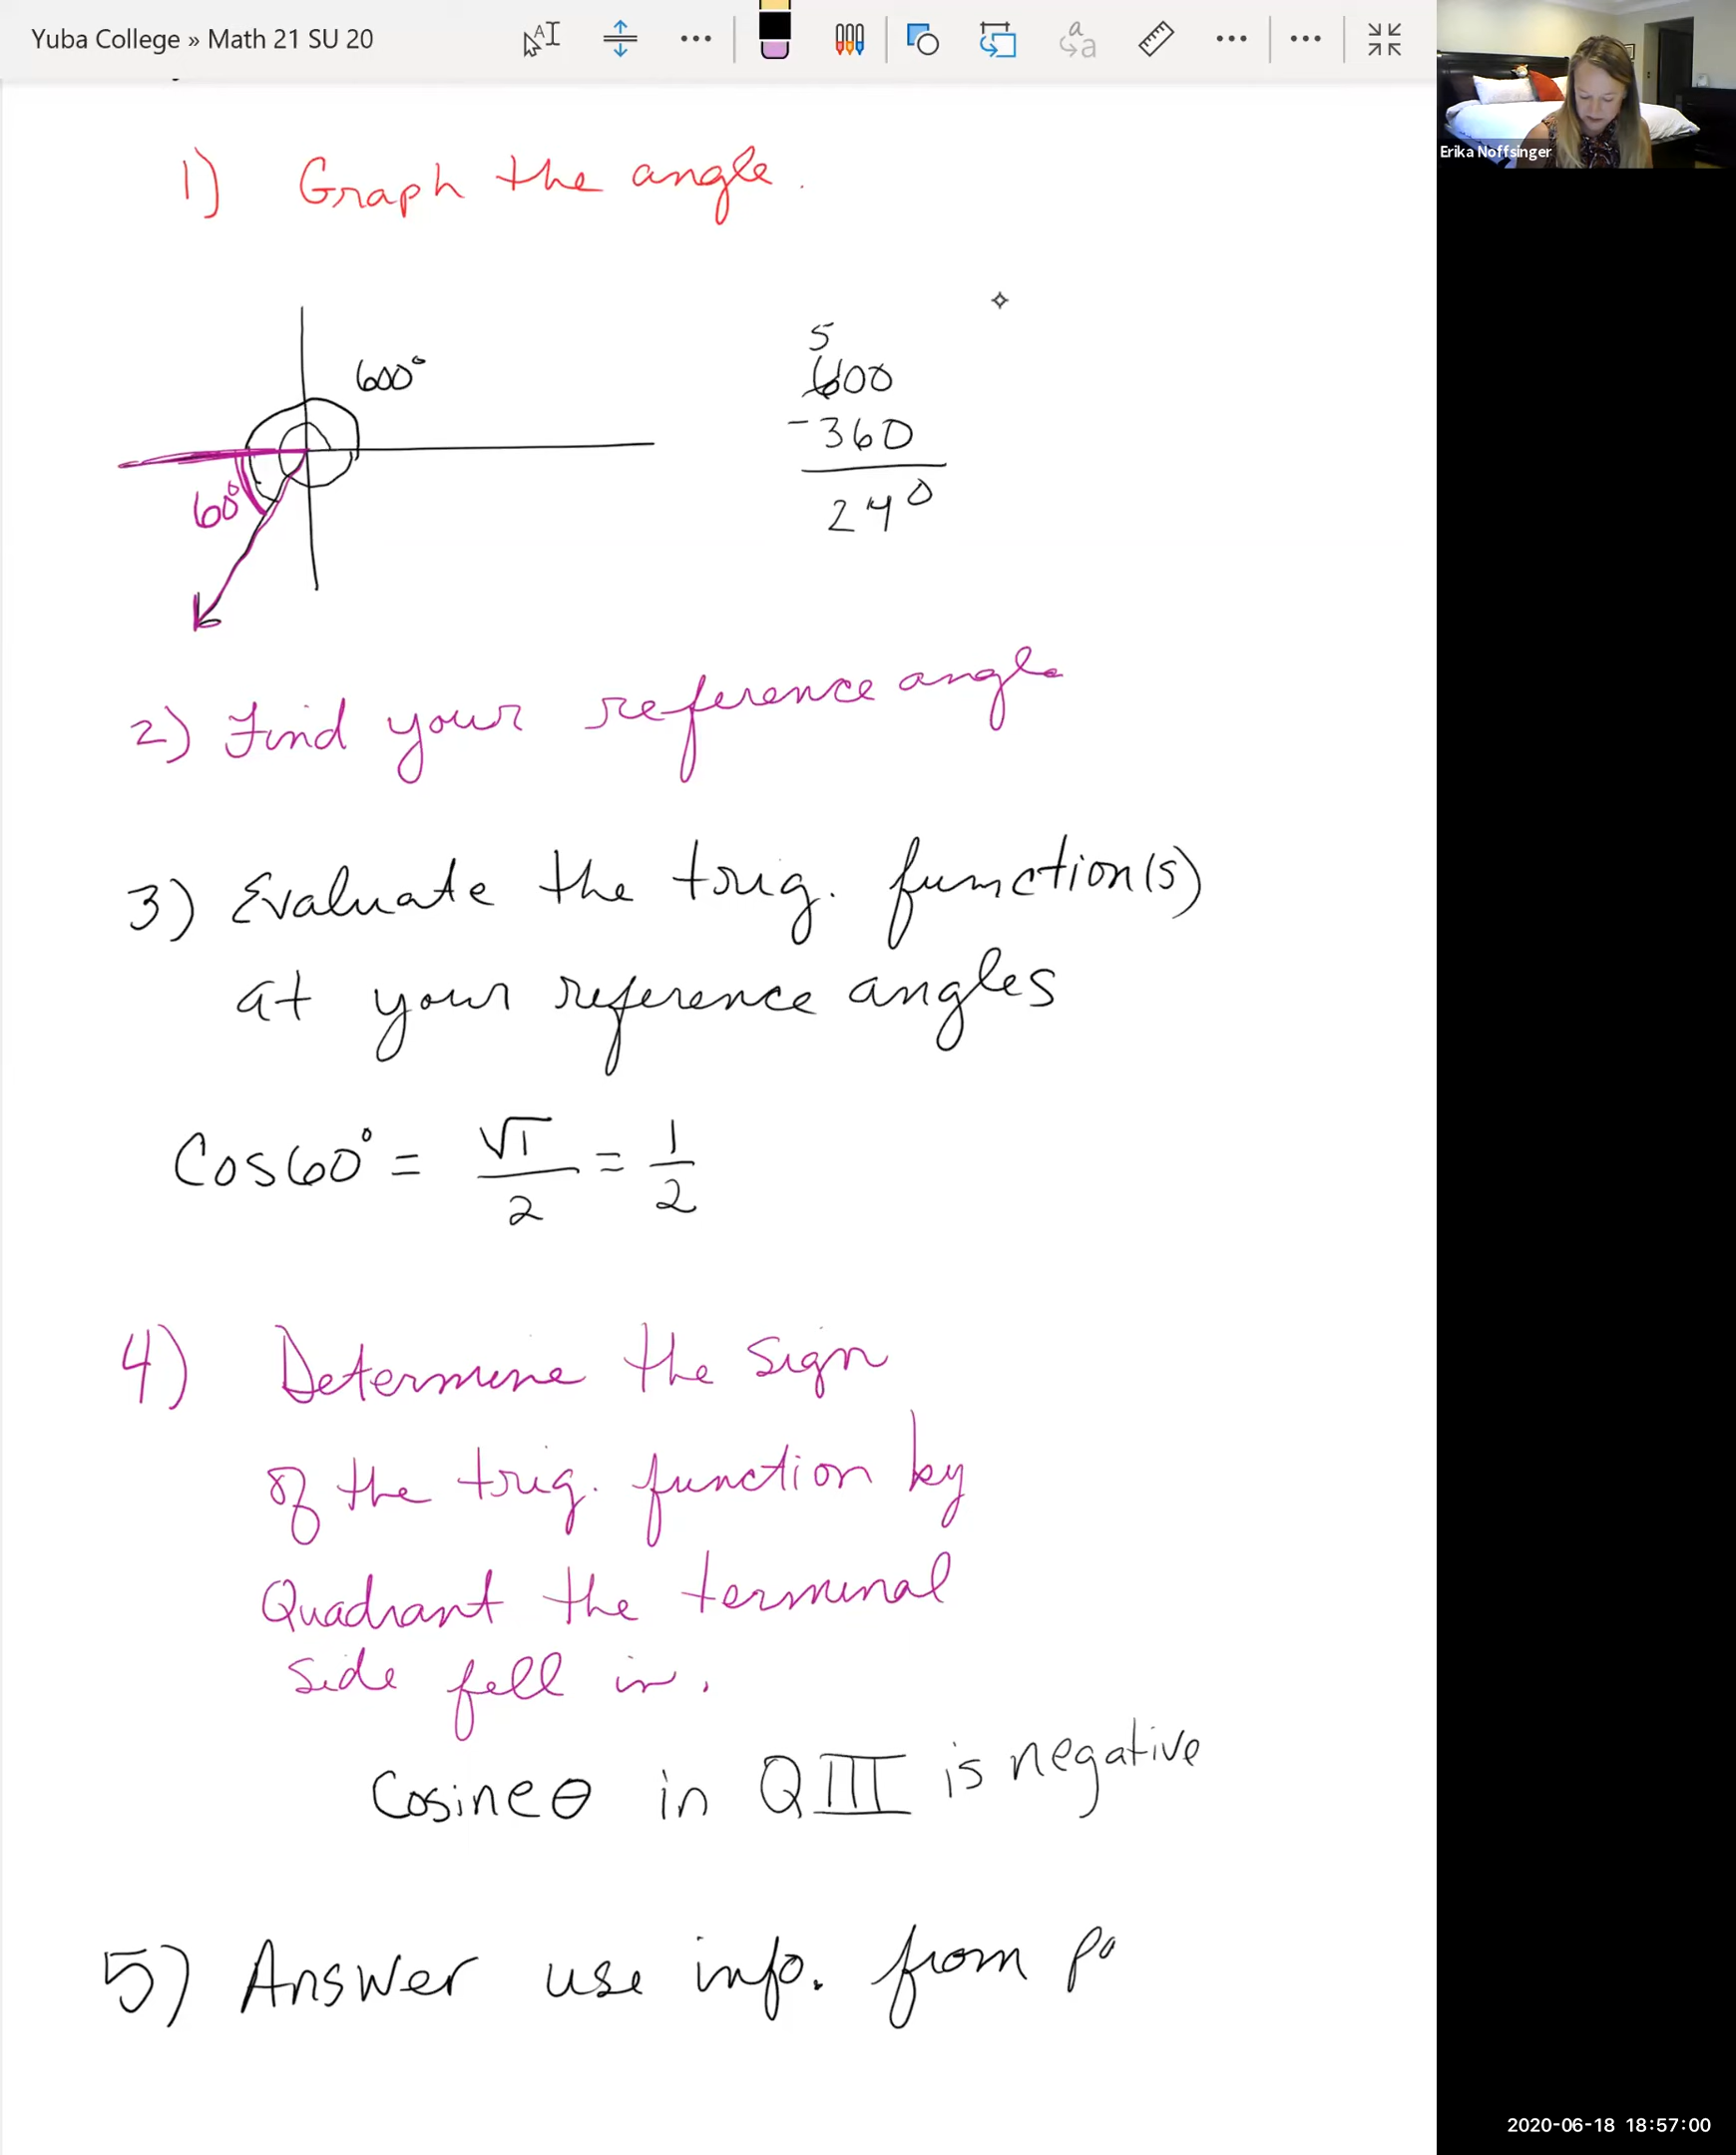 Yuba College » Math 21 SU 20
Erika Noffsinger
1) Graph the angle.
600°
5
600
-360
240
60°
2) Find your reference angle
3) Evaluate the trig. function(s)
at your reference angles
Cos60° = √1/2 = 1/2
4) Determine the sign
of the trig. function by
Quadrant the terminal
side fell in.
Cosine θ in QIII is negative
5) Answer use info. from pa
2020-06-18 18:57:00